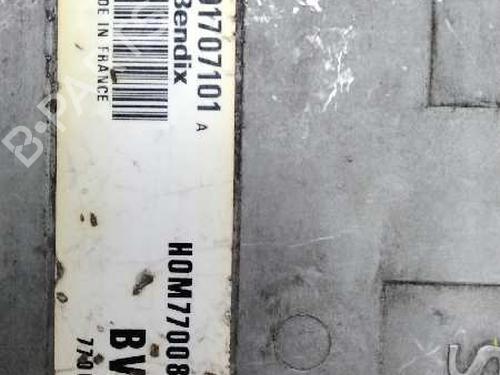 01707101 A
Bendix
DE IN FRANCE
HOM77008
BV
770
B-PARTS